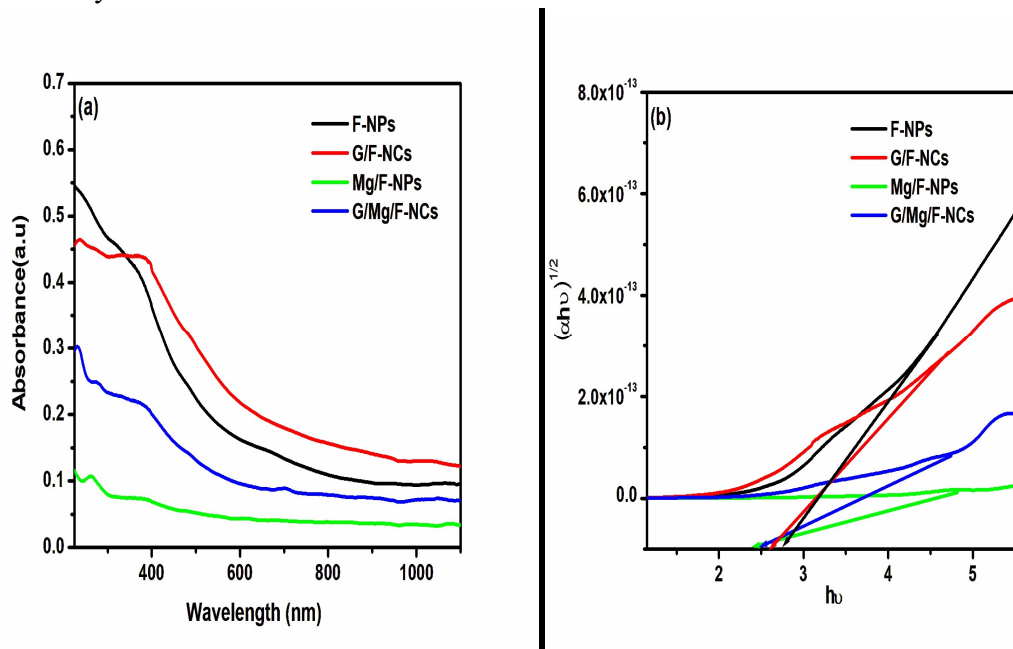 (a)
F-NPs
G/F-NCs
Mg/F-NPs
G/Mg/F-NCs
0.7
0.6
0.5
0.4
0.3
0.2
0.1
0.0
Absorbance(a.u)
400
600
800
1000
Wavelength (nm)
(b)
F-NPs
G/F-NCs
Mg/F-NPs
G/Mg/F-NCs
8.0x10⁻¹³
6.0x10⁻¹³
4.0x10⁻¹³
2.0x10⁻¹³
0.0
(αhυ)¹/²
2
3
4
5
hυ